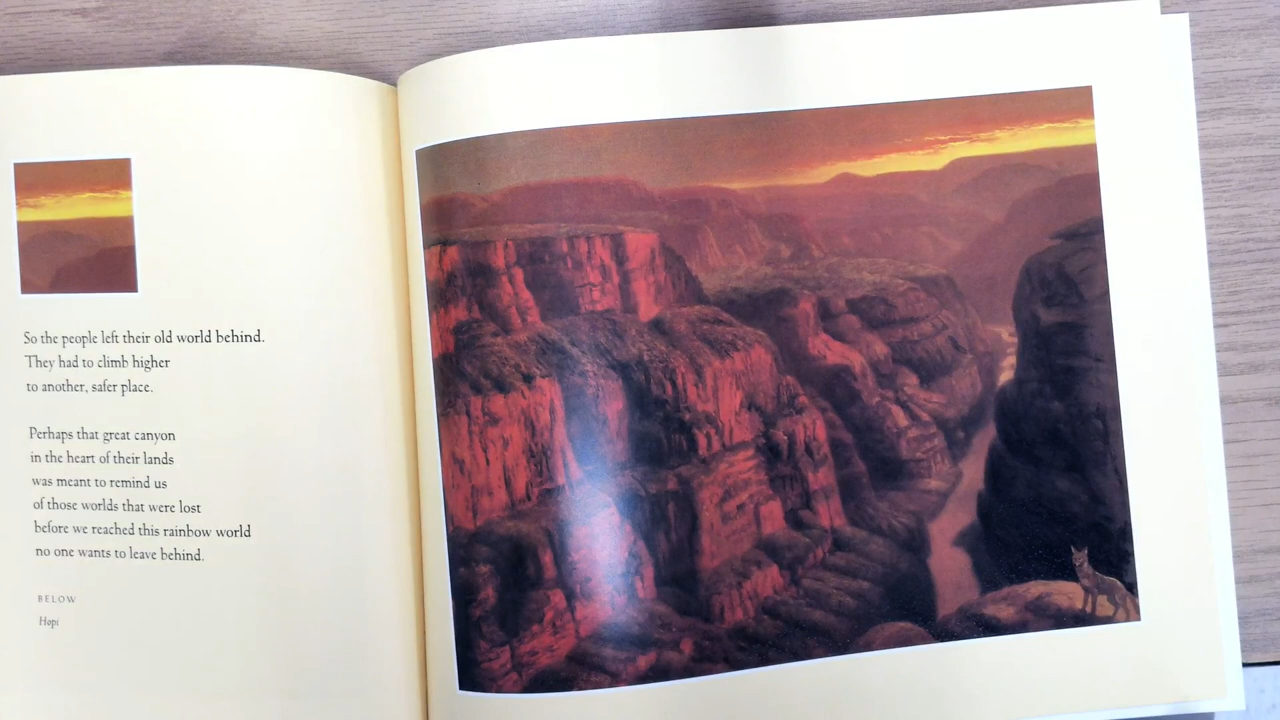 So the people left their old world behind.
They had to climb higher
to another, safer place.
Perhaps that great canyon
in the heart of their lands
was meant to remind us
of those worlds that were lost
before we reached this rainbow world
no one wants to leave behind.
BELOW
Hopi